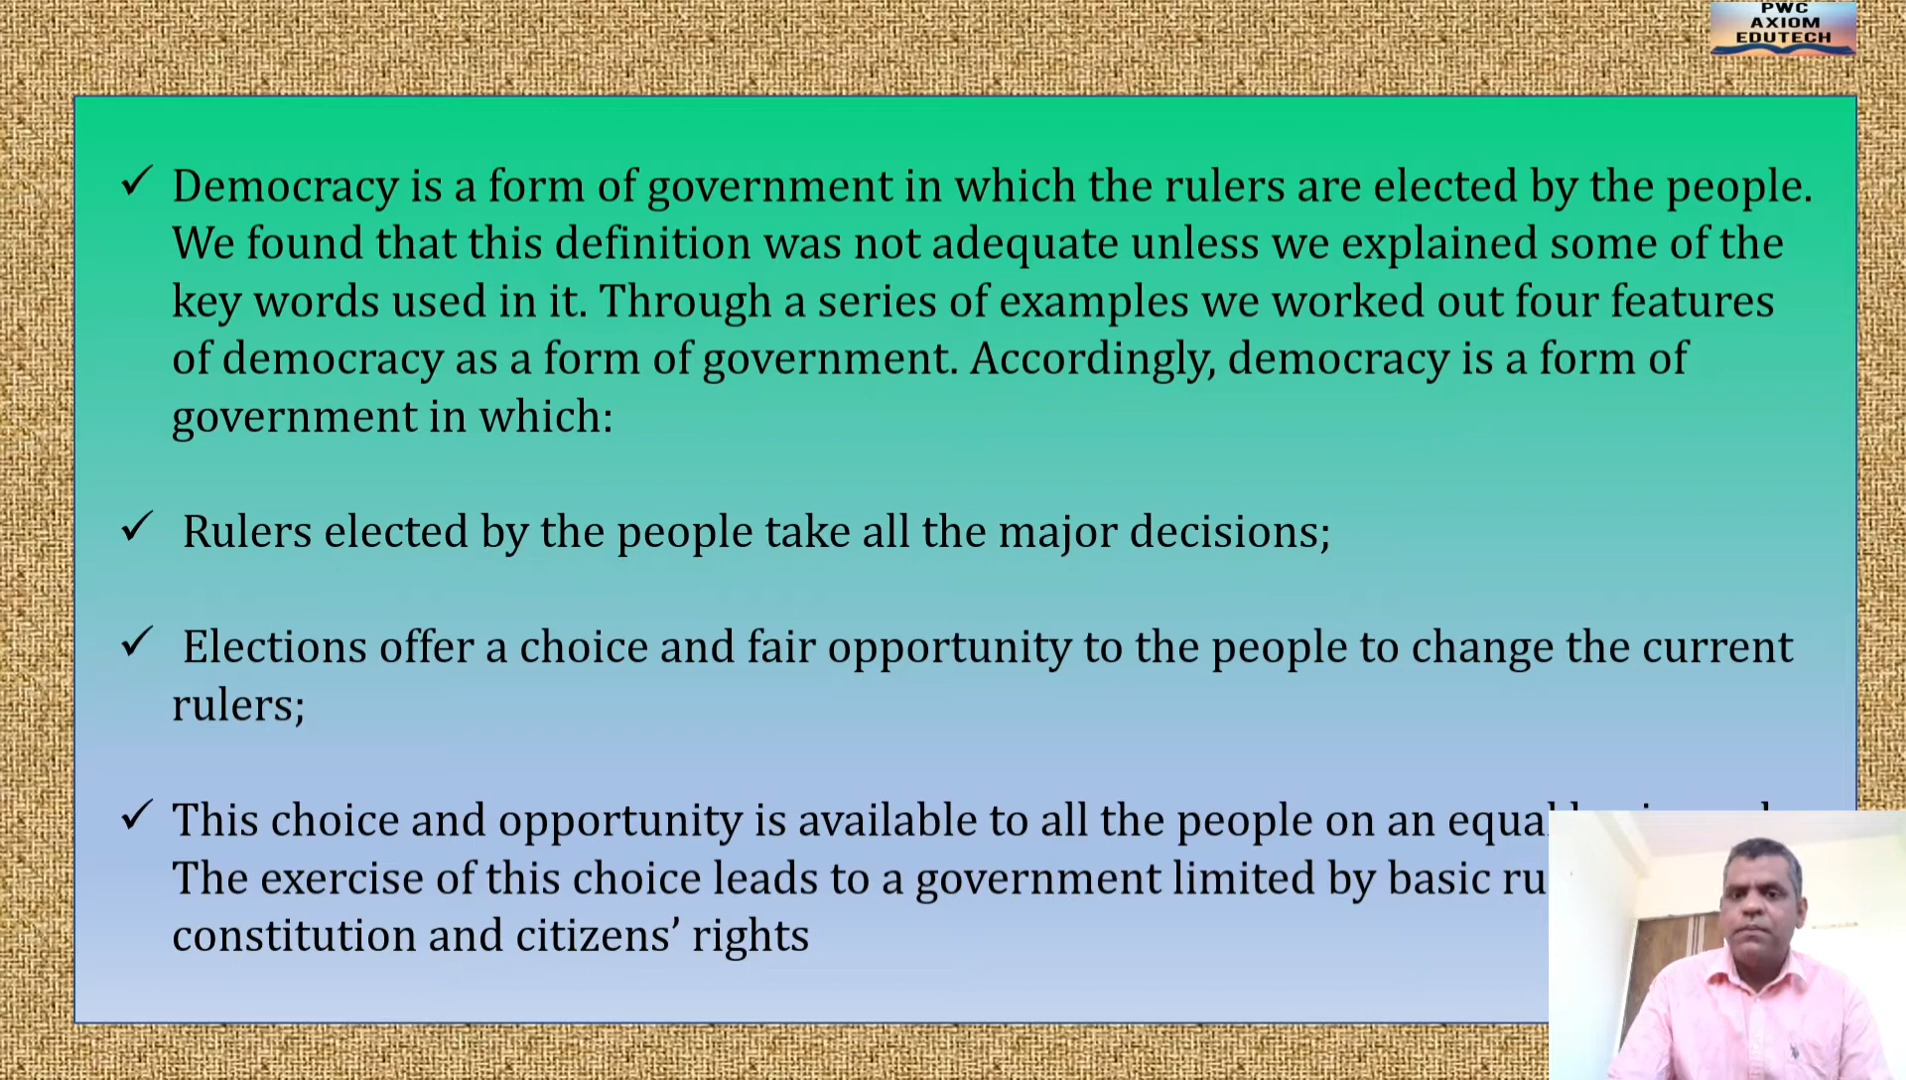 PWC
AXIOM
EDUTECH
✓ Democracy is a form of government in which the rulers are elected by the people.
We found that this definition was not adequate unless we explained some of the
key words used in it. Through a series of examples we worked out four features
of democracy as a form of government. Accordingly, democracy is a form of
government in which:
✓ Rulers elected by the people take all the major decisions;
✓ Elections offer a choice and fair opportunity to the people to change the current
rulers;
✓ This choice and opportunity is available to all the people on an equal
The exercise of this choice leads to a government limited by basic
constitution and citizens’ rights